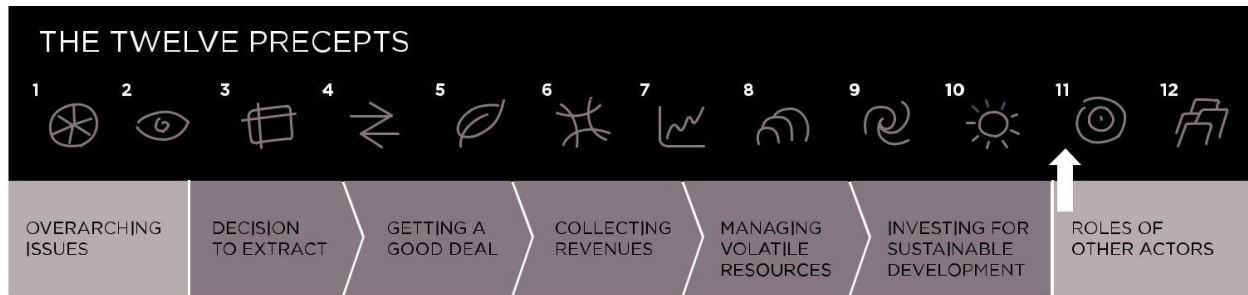 THE TWELVE PRECEPTS
1 2 3 4 5 6 7 8 9 10 11 12
OVERARCHING
ISSUES
DECISION
TO EXTRACT
GETTING A
GOOD DEAL
COLLECTING
REVENUES
MANAGING
VOLATILE
RESOURCES
INVESTING FOR
SUSTAINABLE
DEVELOPMENT
ROLES OF
OTHER ACTORS